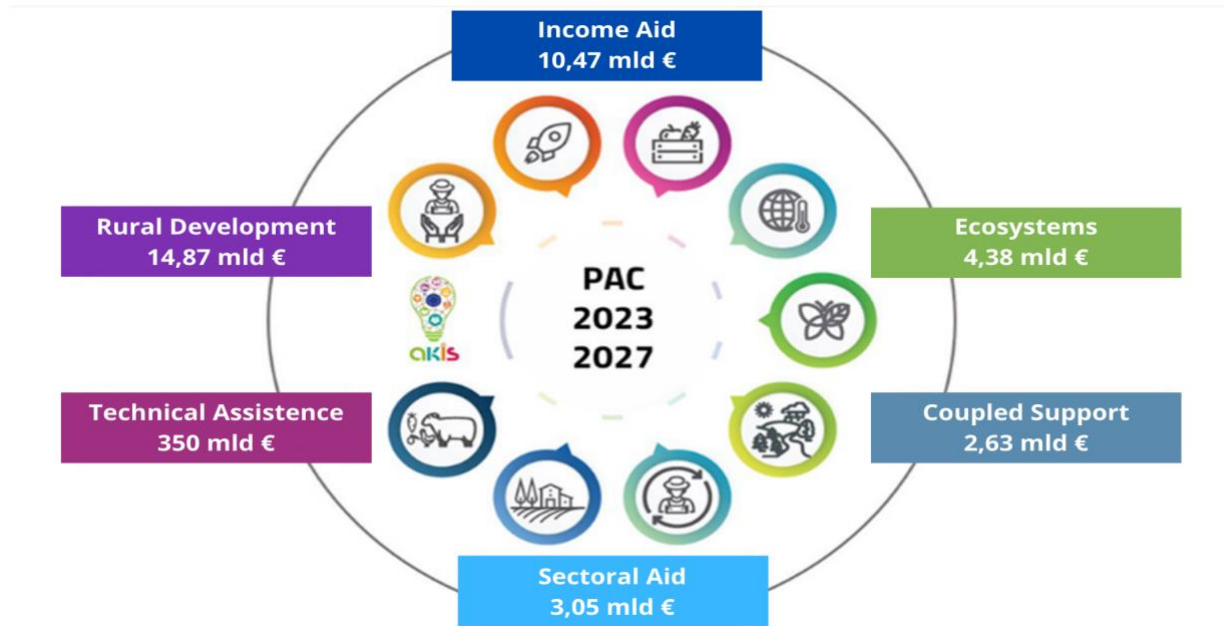 Income Aid
10,47 mld €
Rural Development
14,87 mld €
Ecosystems
4,38 mld €
PAC
2023
2027
akis
Technical Assistence
350 mld €
Coupled Support
2,63 mld €
Sectoral Aid
3,05 mld €